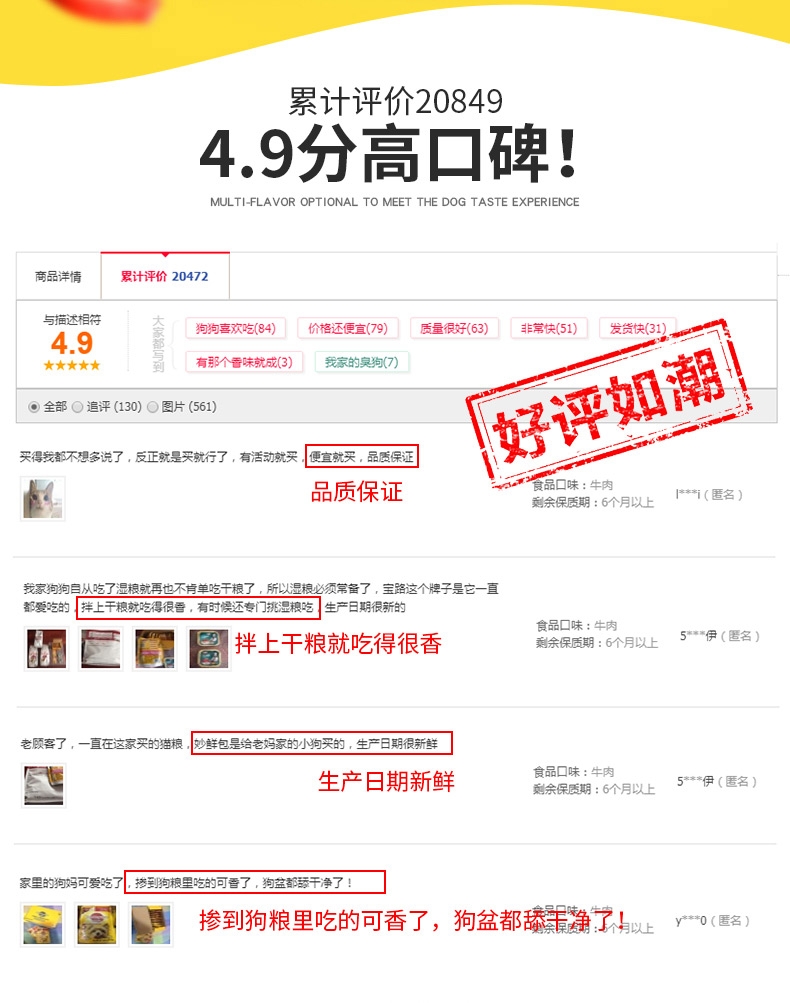 累计评价20849
4.9分高口碑！
MULTI-FLAVOR OPTIONAL TO MEET THE DOG TASTE EXPERIENCE
商品详情
累计评价 20472
与描述相符
4.9
大家都写到
狗狗喜欢吃(84)
价格还便宜(79)
质量很好(63)
非常快(51)
发货快(31)
有那个香味就成(3)
我家的臭狗(7)
好评如潮
全部 追评 (130) 图片 (561)
买得我都不想多说了，反正就是买就行了，有活动就买，便宜就买，品质保证
品质保证
食品口味：牛肉
剩余保质期：6个月以上
l***i（匿名）
我家狗狗自从吃了湿粮就再也不肯单吃干粮了，所以湿粮必须常备了，宝路这个牌子是它一直
都爱吃的，拌上干粮就吃得很香，有时候还专门挑湿粮吃，生产日期很新的
拌上干粮就吃得很香
食品口味：牛肉
剩余保质期：6个月以上
5***伊（匿名）
老顾客了，一直在这家买的猫粮，妙鲜包是给老妈家的小狗买的，生产日期很新鲜
生产日期新鲜
食品口味：牛肉
剩余保质期：6个月以上
5***伊（匿名）
家里的狗妈可爱吃了，掺到狗粮里吃的可香了，狗盆都舔干净了！
掺到狗粮里吃的可香了，狗盆都舔干净了！
食品口味：牛肉
剩余保质期：6个月以上
y***0（匿名）